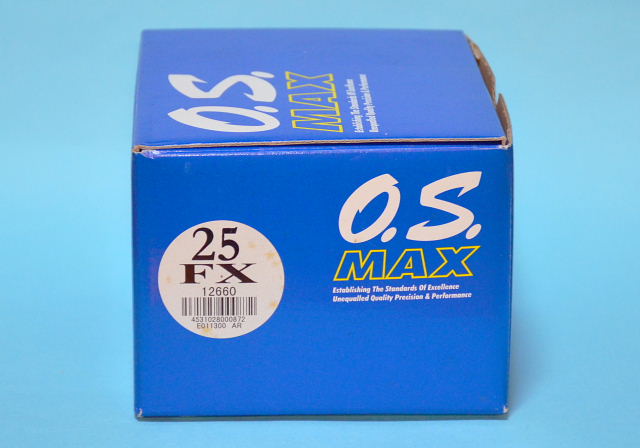 O.S.
MAX
Establishing The Standards Of Excellence
Unequalled Quality Precision & Performance
O.S.
MAX
Establishing The Standards Of Excellence
Unequalled Quality Precision & Performance
25
FX
12660
4531028000872
E011300 AR